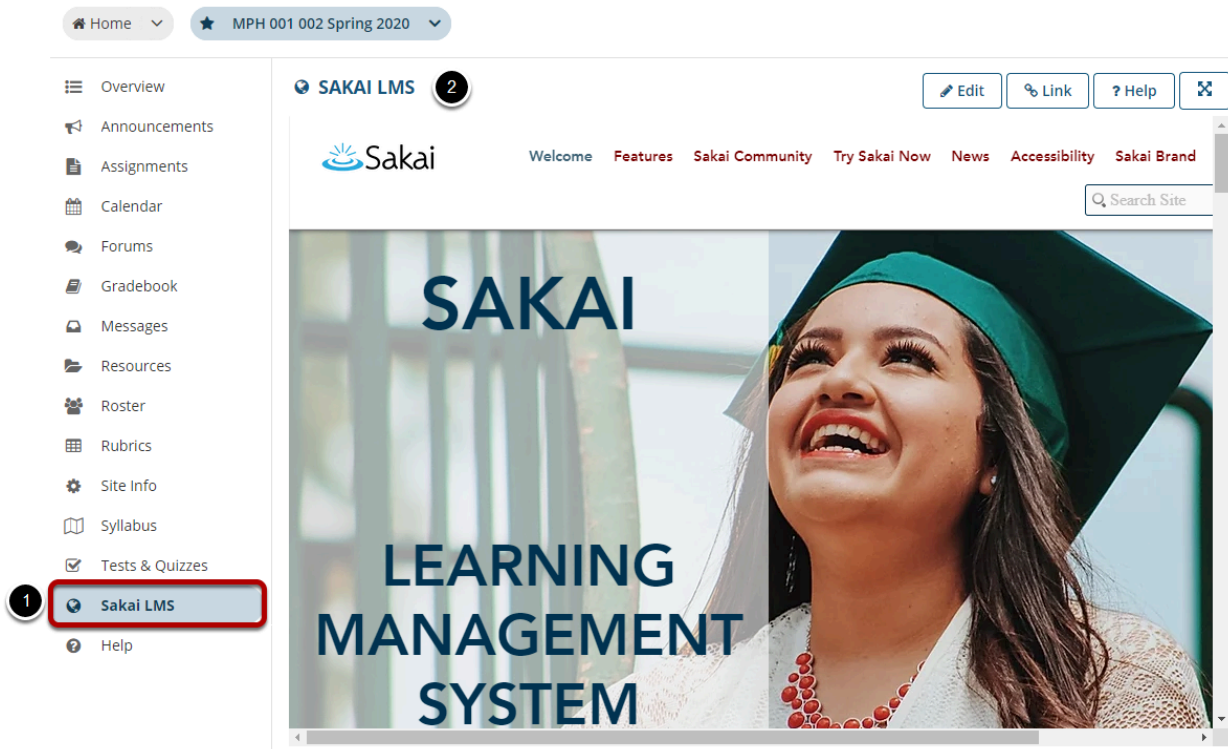 Home
MPH 001 002 Spring 2020
Overview
Announcements
Assignments
Calendar
Forums
Gradebook
Messages
Resources
Roster
Rubrics
Site Info
Syllabus
Tests & Quizzes
1
Sakai LMS
Help
SAKAI LMS
2
Edit
Link
? Help
Sakai
Welcome Features Sakai Community Try Sakai Now News Accessibility Sakai Brand
Search Site
SAKAI
LEARNING
MANAGEMENT
SYSTEM